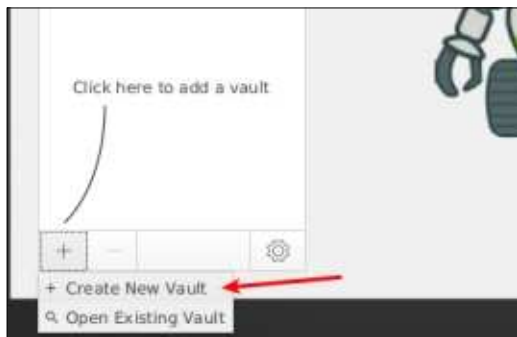 Click here to add a vault
+ Create New Vault
Open Existing Vault